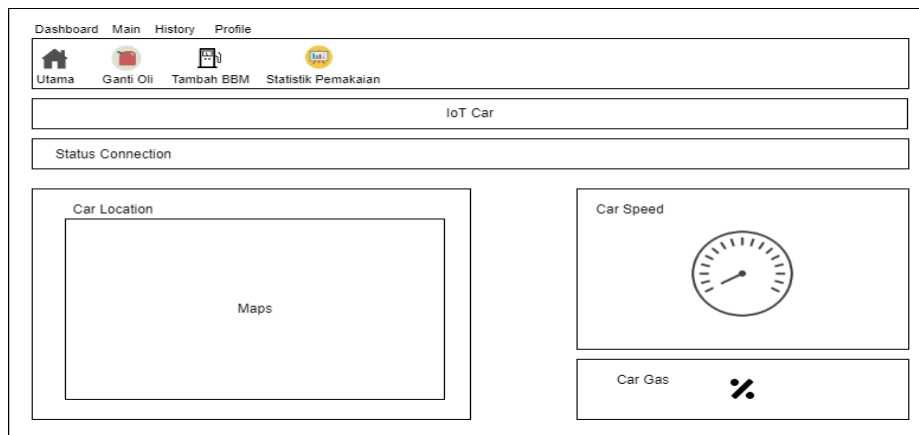 Dashboard Main History Profile
Utama Ganti Oli Tambah BBM Statistik Pemakaian
IoT Car
Status Connection
Car Location
Maps
Car Speed
Car Gas %